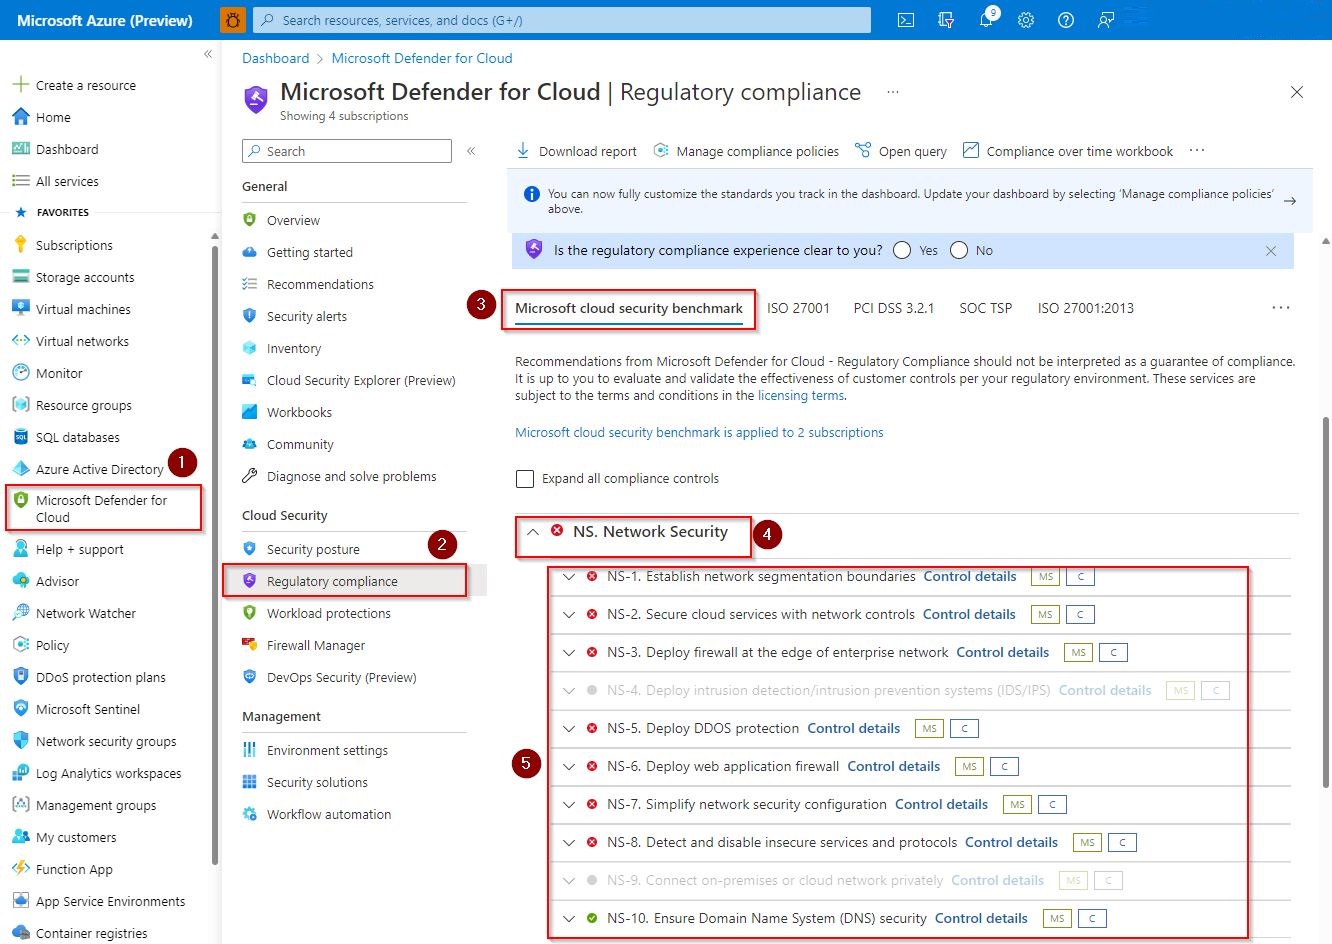 Microsoft Azure (Preview)
Search resources, services, and docs (G+/)
9
Dashboard > Microsoft Defender for Cloud
Microsoft Defender for Cloud | Regulatory compliance ...
Showing 4 subscriptions
Create a resource
Home
Dashboard
All services
FAVORITES
Subscriptions
Storage accounts
Virtual machines
Virtual networks
Monitor
Resource groups
SQL databases
Azure Active Directory
1
Microsoft Defender for
Cloud
Help + support
Advisor
Network Watcher
Policy
DDoS protection plans
Microsoft Sentinel
Network security groups
Log Analytics workspaces
Management groups
My customers
Function App
App Service Environments
Container registries
Search
General
Overview
Getting started
Recommendations
Security alerts
Inventory
Cloud Security Explorer (Preview)
Workbooks
Community
Diagnose and solve problems
Cloud Security
Security posture
2
Regulatory compliance
Workload protections
Firewall Manager
DevOps Security (Preview)
Management
Environment settings
Security solutions
Workflow automation
Download report
Manage compliance policies
Open query
Compliance over time workbook
...
You can now fully customize the standards you track in the dashboard. Update your dashboard by selecting 'Manage compliance policies'
above.
Is the regulatory compliance experience clear to you? Yes No
3
Microsoft cloud security benchmark
ISO 27001
PCI DSS 3.2.1
SOC TSP
ISO 27001:2013
...
Recommendations from Microsoft Defender for Cloud - Regulatory Compliance should not be interpreted as a guarantee of compliance.
It is up to you to evaluate and validate the effectiveness of customer controls per your regulatory environment. These services are
subject to the terms and conditions in the licensing terms.
Microsoft cloud security benchmark is applied to 2 subscriptions
Expand all compliance controls
NS. Network Security
4
5
NS-1. Establish network segmentation boundaries Control details MS C
NS-2. Secure cloud services with network controls Control details MS C
NS-3. Deploy firewall at the edge of enterprise network Control details MS C
NS-4. Deploy intrusion detection/intrusion prevention systems (IDS/IPS) Control details MS C
NS-5. Deploy DDOS protection Control details MS C
NS-6. Deploy web application firewall Control details MS C
NS-7. Simplify network security configuration Control details MS C
NS-8. Detect and disable insecure services and protocols Control details MS C
NS-9. Connect on-premises or cloud network privately Control details MS C
NS-10. Ensure Domain Name System (DNS) security Control details MS C